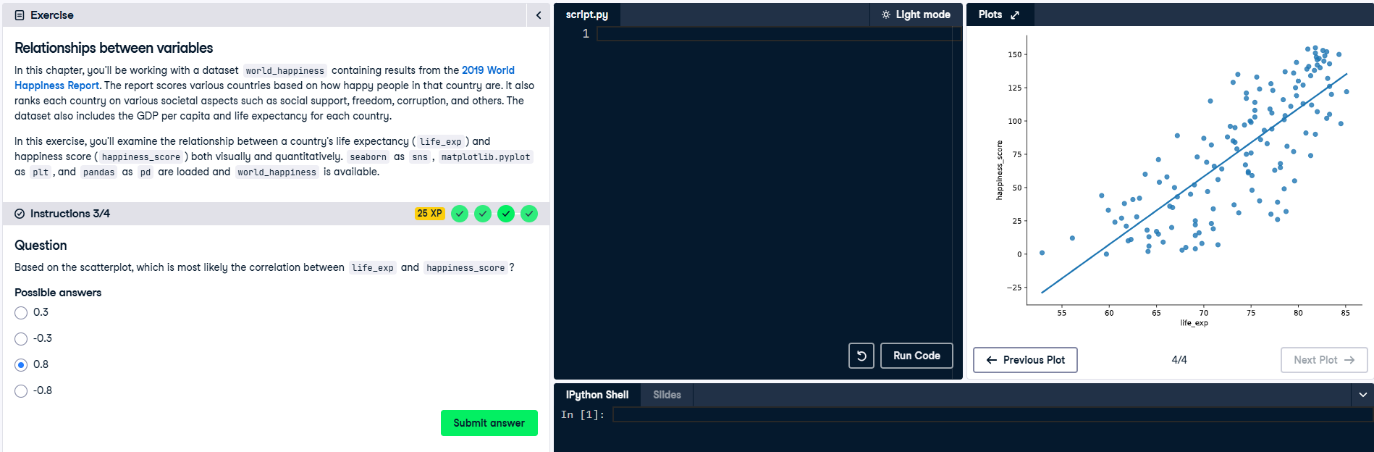 Exercise
Relationships between variables
In this chapter, you'll be working with a dataset world_happiness containing results from the 2019 World
Happiness Report. The report scores various countries based on how happy people in that country are. It also
ranks each country on various societal aspects such as social support, freedom, corruption, and others. The
dataset also includes the GDP per capita and life expectancy for each country.
In this exercise, you'll examine the relationship between a country's life expectancy ( life_exp ) and
happiness score ( happiness_score ) both visually and quantitatively. seaborn as sns , matplotlib.pyplot
as plt , and pandas as pd are loaded and world_happiness is available.
Instructions 3/4
25 XP
Question
Based on the scatterplot, which is most likely the correlation between life_exp and happiness_score ?
Possible answers
0.3
-0.3
0.8
-0.8
Submit answer
script.py
Light mode
1
Run Code
IPython Shell
Slides
In [1]:
Plots
150
125
100
75
50
25
0
−25
happiness_score
55 60 65 70 75 80 85
life_exp
Previous Plot
4/4
Next Plot